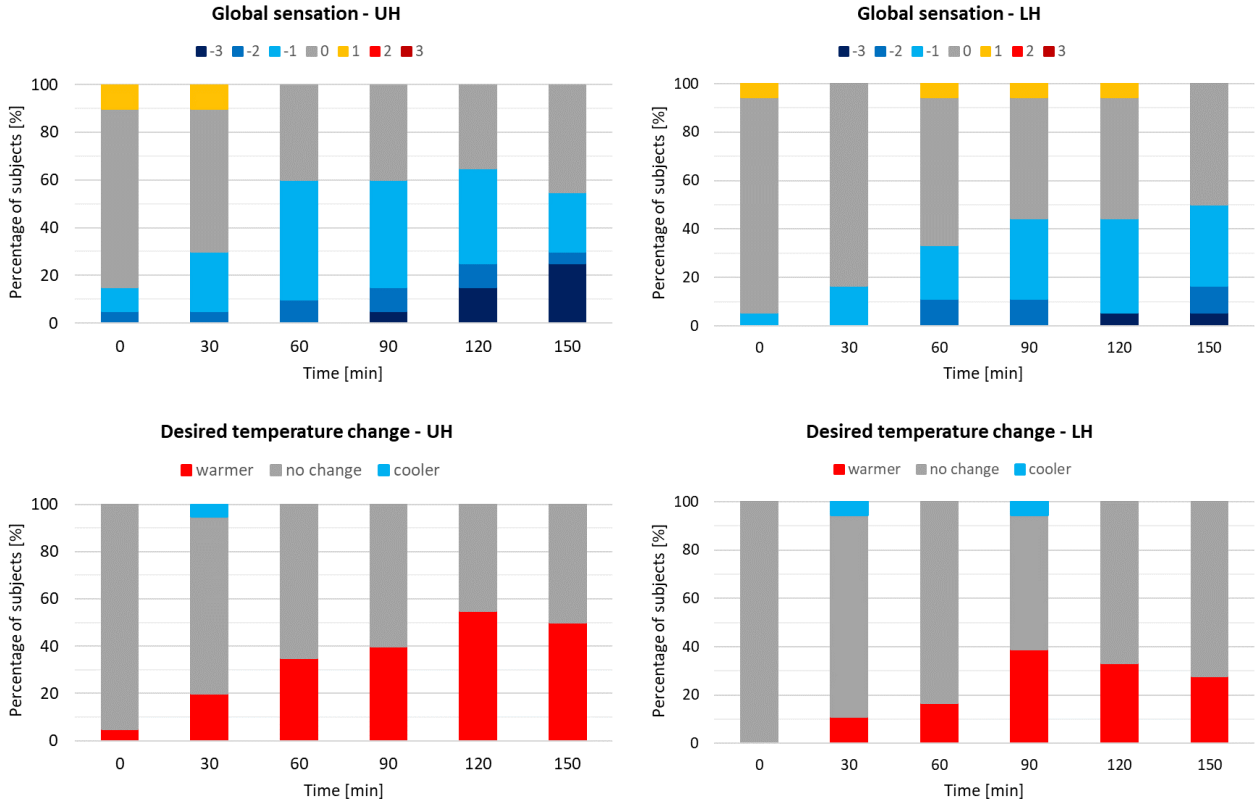 Global sensation - UH
-3 -2 -1 0 1 2 3
Percentage of subjects [%]
100
80
60
40
20
0
0 30 60 90 120 150
Time [min]
Global sensation - LH
-3 -2 -1 0 1 2 3
Percentage of subjects [%]
100
80
60
40
20
0
0 30 60 90 120 150
Time [min]
Desired temperature change - UH
warmer no change cooler
Percentage of subjects [%]
100
80
60
40
20
0
0 30 60 90 120 150
Time [min]
Desired temperature change - LH
warmer no change cooler
Percentage of subjects [%]
100
80
60
40
20
0
0 30 60 90 120 150
Time [min]